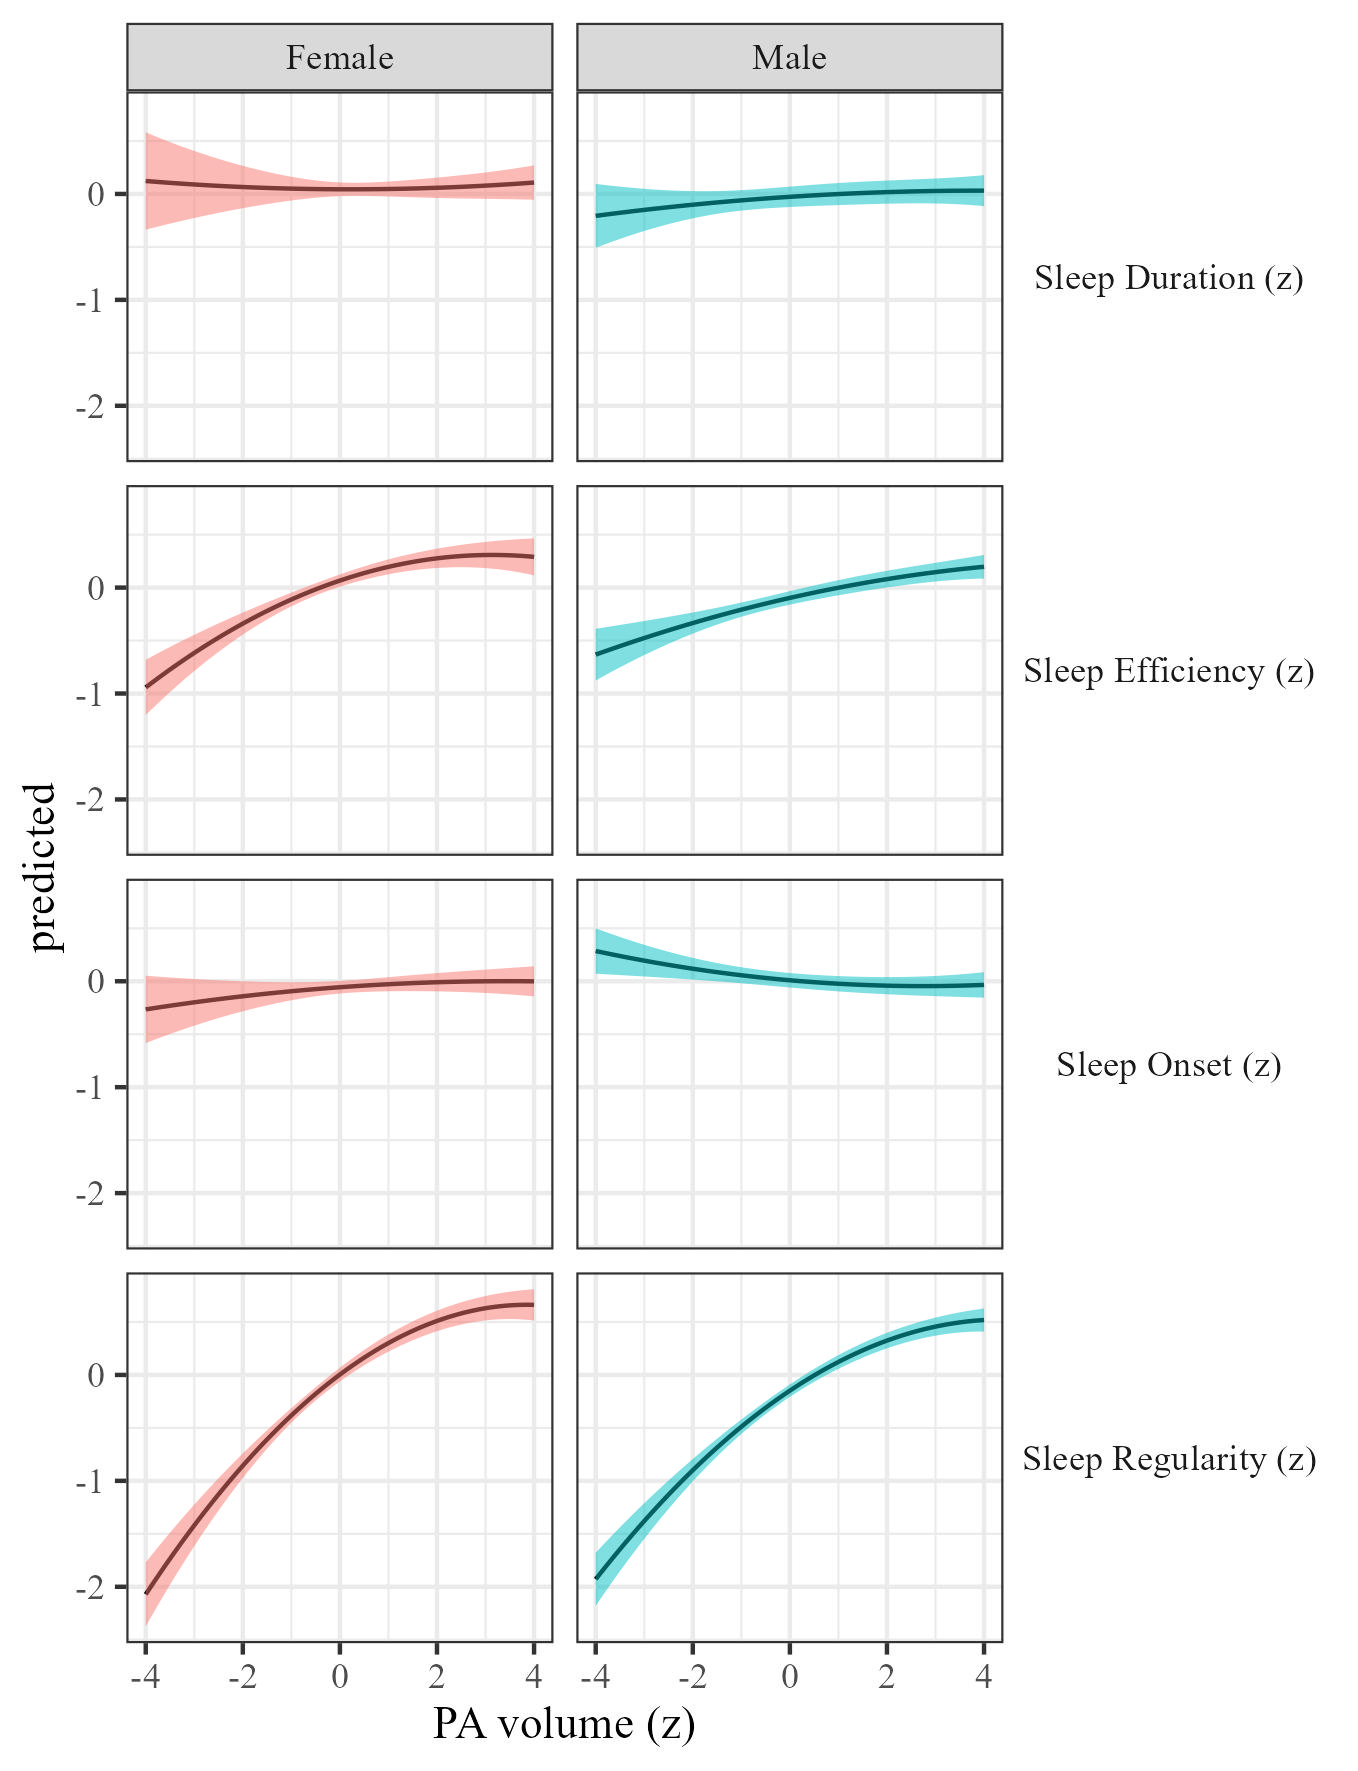 Female Male
0
-1
-2
Sleep Duration (z)
0
-1
-2
Sleep Efficiency (z)
0
-1
-2
Sleep Onset (z)
0
-1
-2
Sleep Regularity (z)
predicted
-4 -2 0 2 4 -4 -2 0 2 4
PA volume (z)